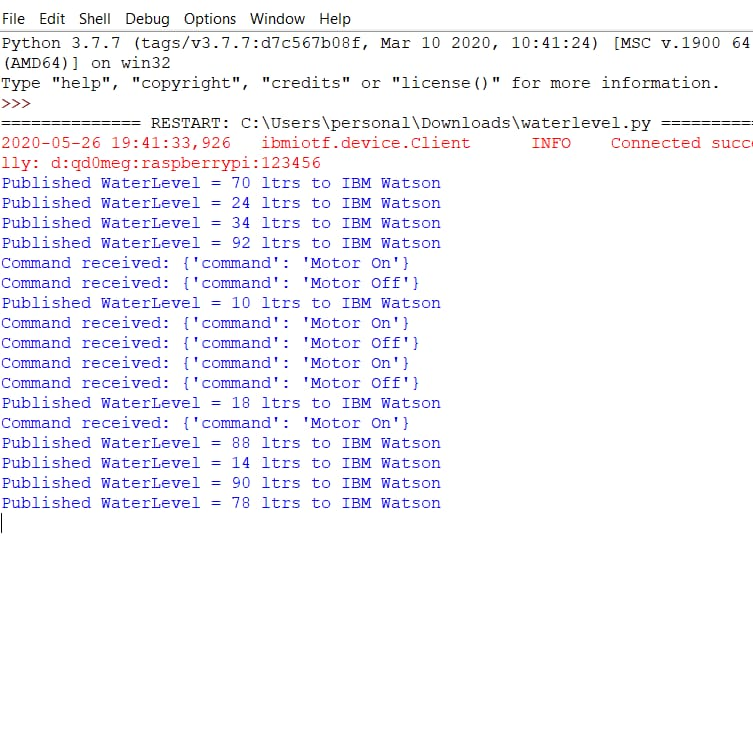 File Edit Shell Debug Options Window Help
Python 3.7.7 (tags/v3.7.7:d7c567b08f, Mar 10 2020, 10:41:24) [MSC v.1900 64
(AMD64)] on win32
Type "help", "copyright", "credits" or "license()" for more information.
>>>
============== RESTART: C:\Users\personal\Downloads\waterlevel.py =========
2020-05-26 19:41:33,926   ibmiotf.device.Client      INFO    Connected succe
lly: d:qd0meg:raspberrypi:123456
Published WaterLevel = 70 ltrs to IBM Watson
Published WaterLevel = 24 ltrs to IBM Watson
Published WaterLevel = 34 ltrs to IBM Watson
Published WaterLevel = 92 ltrs to IBM Watson
Command received: {'command': 'Motor On'}
Command received: {'command': 'Motor Off'}
Published WaterLevel = 10 ltrs to IBM Watson
Command received: {'command': 'Motor On'}
Command received: {'command': 'Motor Off'}
Command received: {'command': 'Motor On'}
Command received: {'command': 'Motor Off'}
Published WaterLevel = 18 ltrs to IBM Watson
Command received: {'command': 'Motor On'}
Published WaterLevel = 88 ltrs to IBM Watson
Published WaterLevel = 14 ltrs to IBM Watson
Published WaterLevel = 90 ltrs to IBM Watson
Published WaterLevel = 78 ltrs to IBM Watson